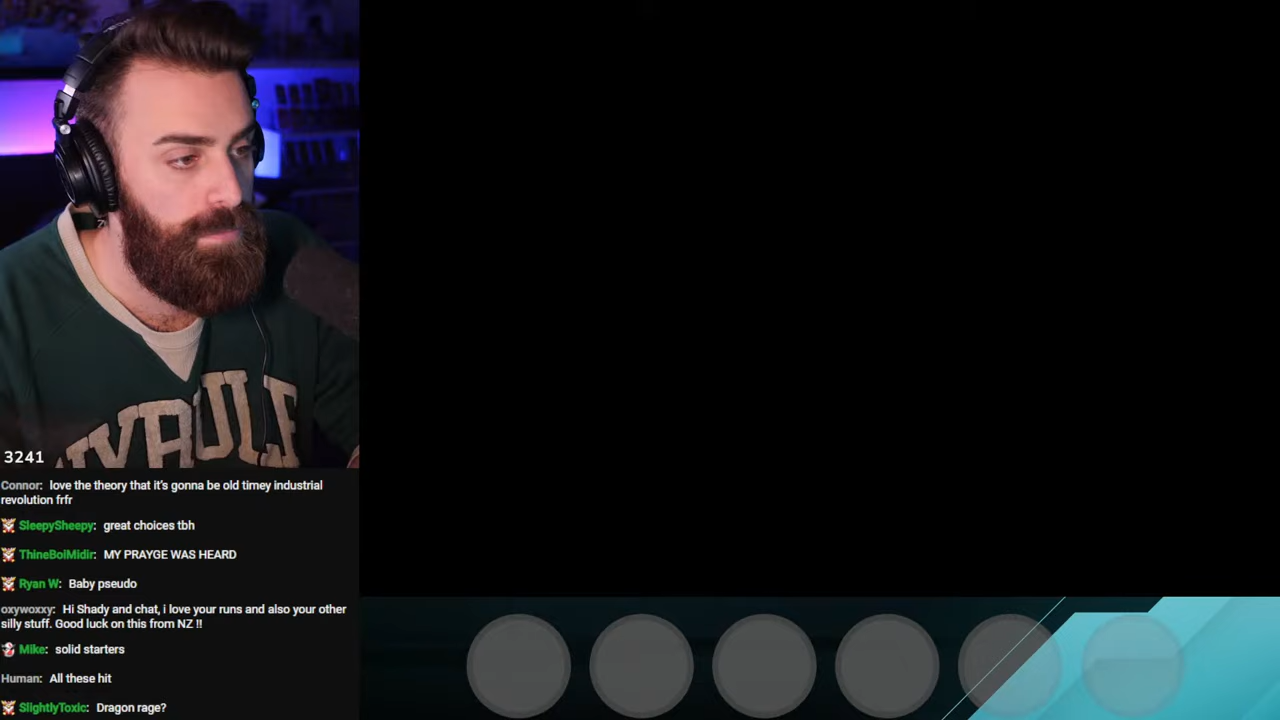 HYRULE
3241
Connor: love the theory that it's gonna be old timey industrial
revolution frfr
SleepySheepy: great choices tbh
ThineBoiMidir: MY PRAYGE WAS HEARD
Ryan W: Baby pseudo
oxywoxxy: Hi Shady and chat, i love your runs and also your other
silly stuff. Good luck on this from NZ !!
Mike: solid starters
Human: All these hit
SlightlyToxic: Dragon rage?